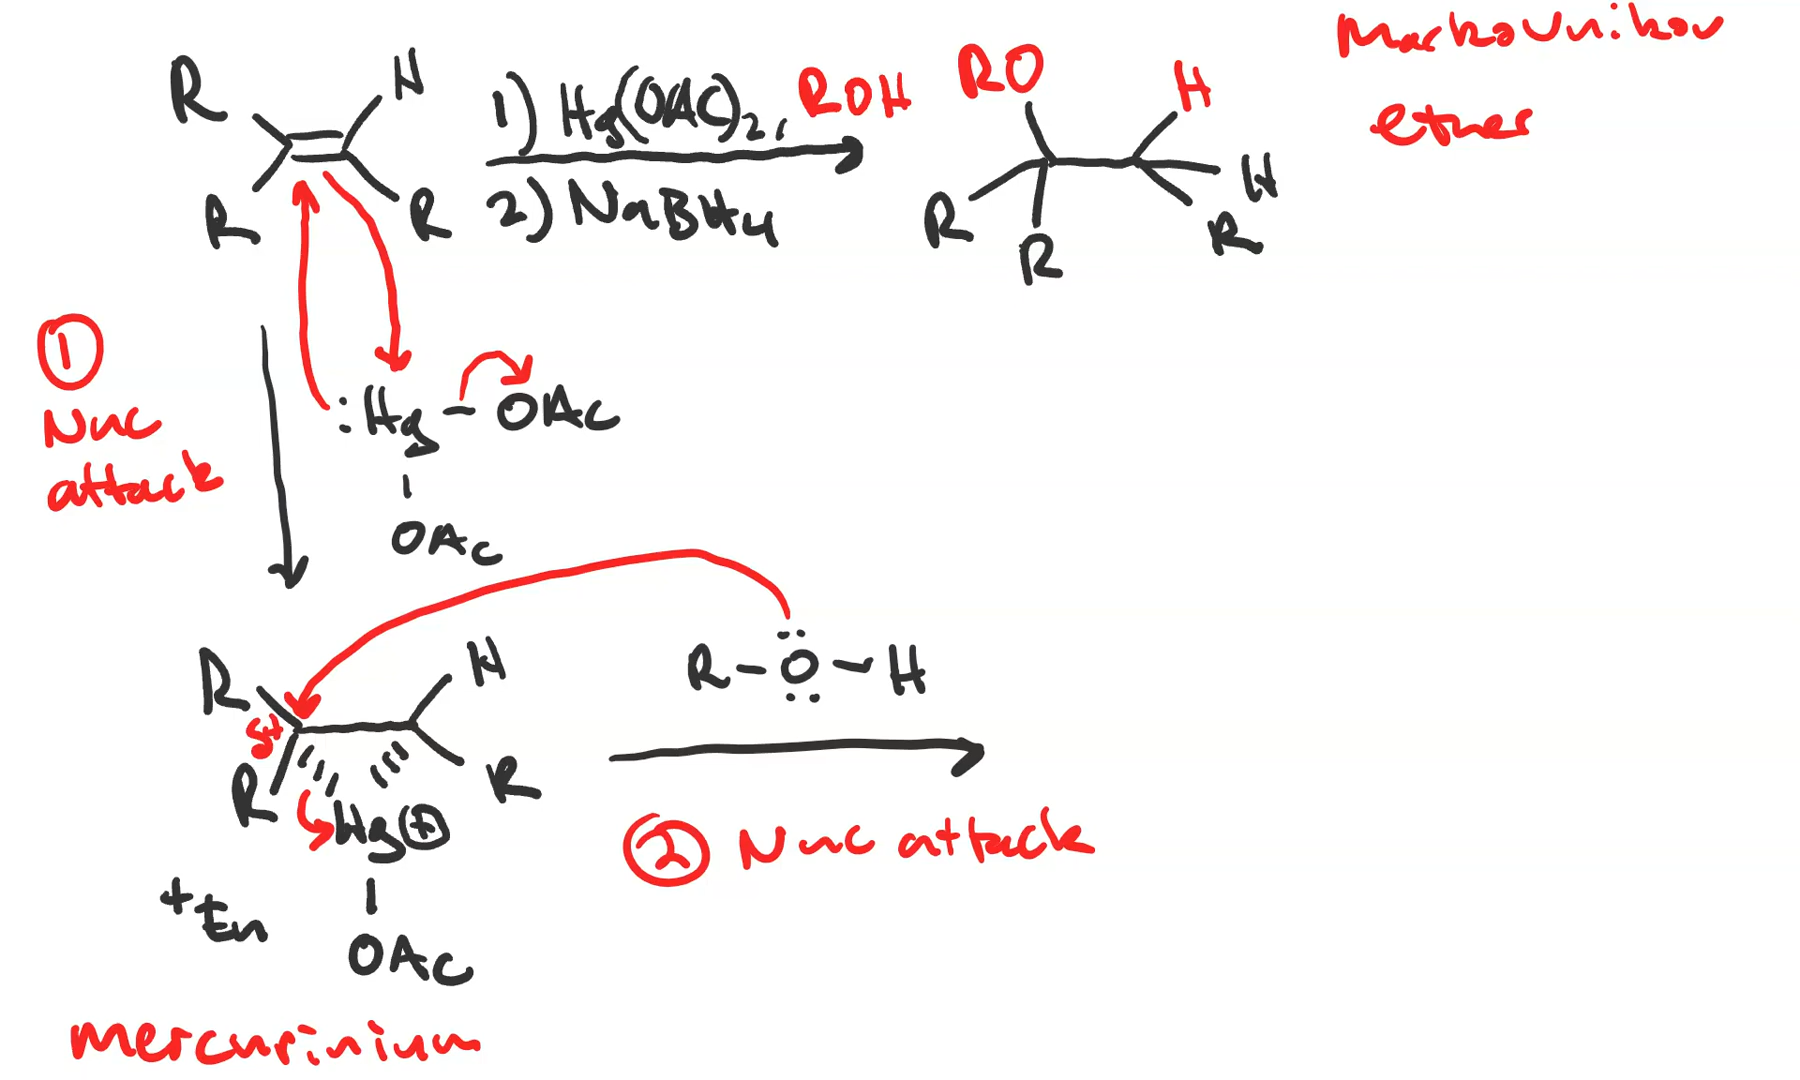 Markovnikov
ether
R H
R R
1) Hg(OAC)2, ROH
2) NaBH4
RO H
R R R H
①
Nuc
attack
:Hg - OAc
OAc
R H
δ+
R R
Hg⊕
OAc
+En
mercurinium
R-O-H
② Nuc attack